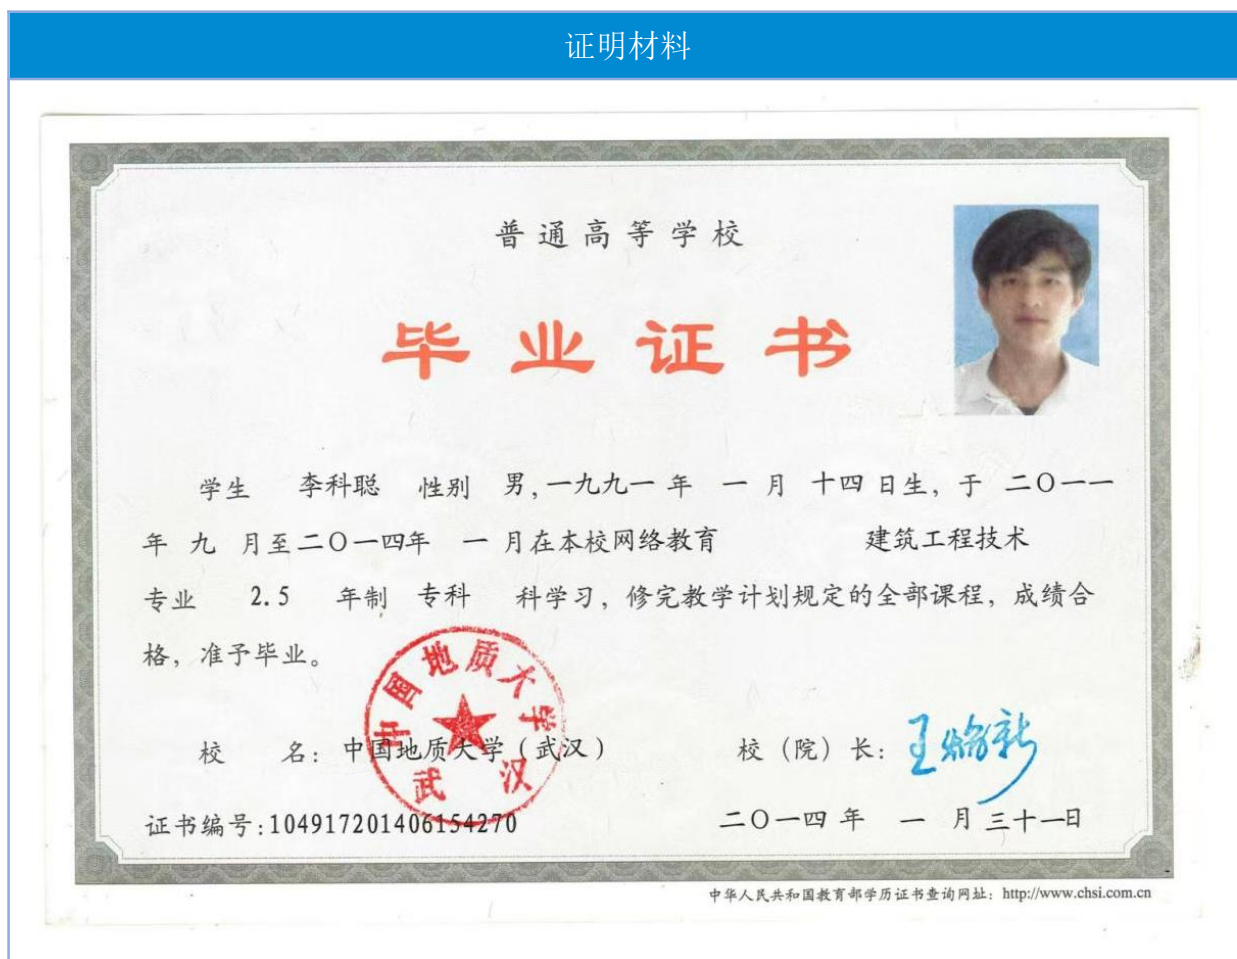 证明材料
普通高等学校
毕业证书
学生 李科聪 性别 男，一九九一 年 一 月 十四 日生，于 二〇一一
年 九 月至二〇一四年 一 月在本校网络教育 建筑工程技术
专业 2.5 年制 专科 科学习，修完教学计划规定的全部课程，成绩合
格，准予毕业。
中国地质大学
武汉
校 名：中国地质大学（武汉） 校（院）长：王焰新
证书编号:104917201406154270 二〇一四 年 一 月 三十一日
中华人民共和国教育部学历证书查询网址：http://www.chsi.com.cn